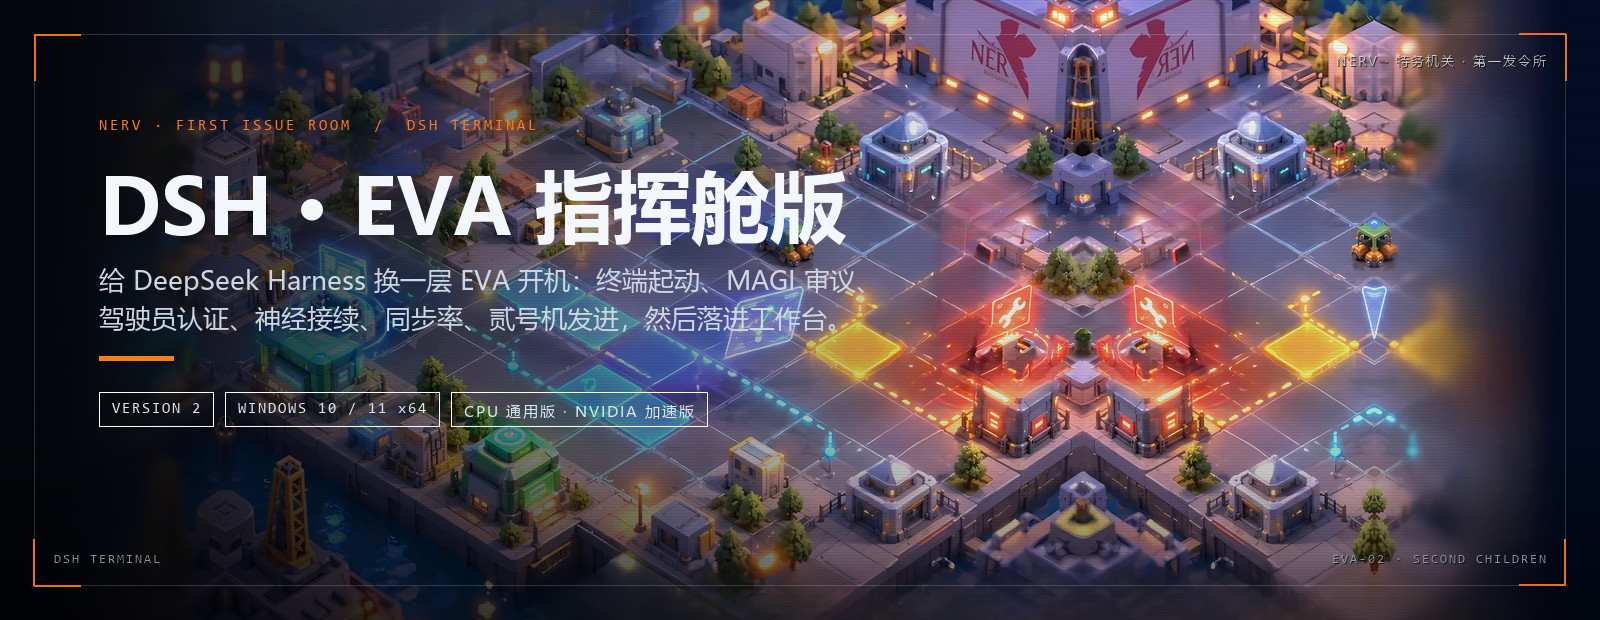 NER
NER
NERV · 特务机关 · 第一发令所
NERV · FIRST ISSUE ROOM / DSH TERMINAL
DSH • EVA 指挥舱版
给 DeepSeek Harness 换一层 EVA 开机：终端起动、MAGI 审议、
驾驶员认证、神经接续、同步率、贰号机发进，然后落进工作台。
VERSION 2
WINDOWS 10 / 11 x64
CPU 通用版 · NVIDIA 加速版
DSH TERMINAL
EVA-02 · SECOND CHILDREN